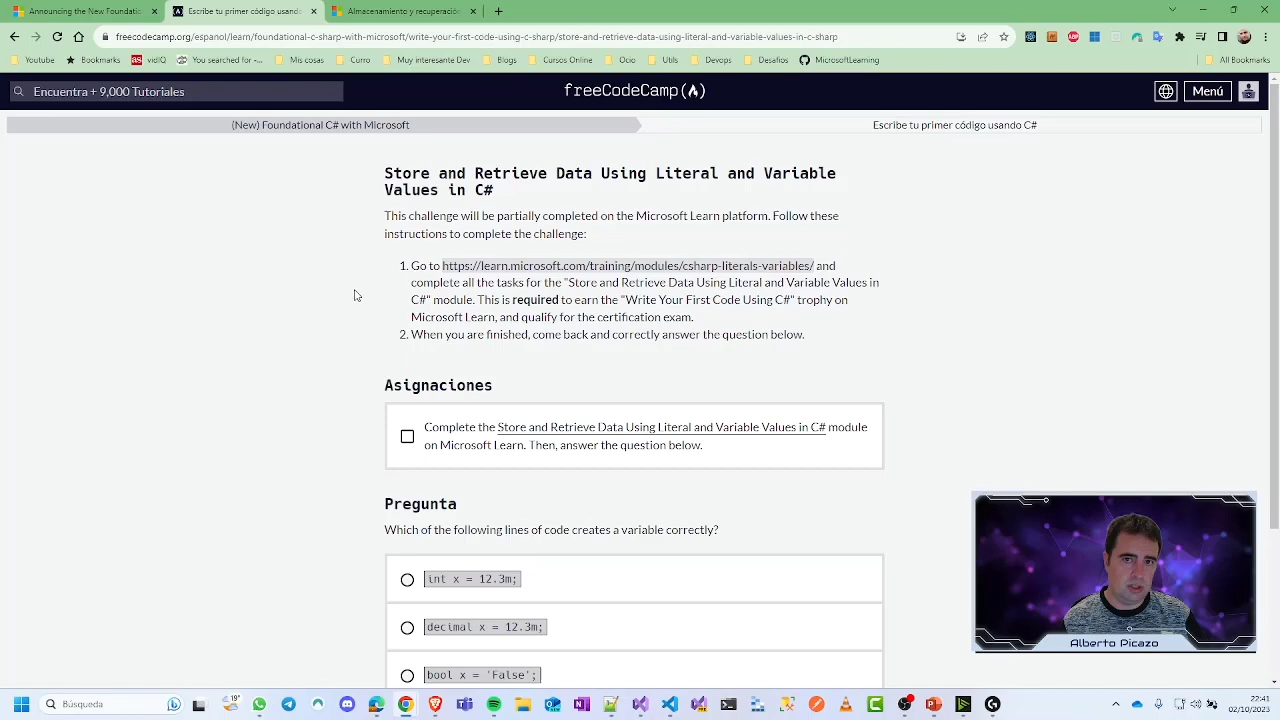 Announcing the New Foundatic
Escribe tu primer código usando
Almacenamiento y recuperación
freecodecamp.org/espanol/learn/foundational-c-sharp-with-microsoft/write-your-first-code-using-c-sharp/store-and-retrieve-data-using-literal-and-variable-values-in-c-sharp
Youtube
Bookmarks
vidIQ
You searched for -...
Mis cosas
Curro
Muy interesante Dev
Blogs
Cursos Online
Ocio
Utils
Devops
Desafios
MicrosoftLearning
All Bookmarks
Encuentra + 9,000 Tutoriales
freeCodeCamp
Menú
(New) Foundational C# with Microsoft
Escribe tu primer código usando C#
Store and Retrieve Data Using Literal and Variable
Values in C#
This challenge will be partially completed on the Microsoft Learn platform. Follow these
instructions to complete the challenge:
1. Go to https://learn.microsoft.com/training/modules/csharp-literals-variables/ and
complete all the tasks for the "Store and Retrieve Data Using Literal and Variable Values in
C#" module. This is required to earn the "Write Your First Code Using C#" trophy on
Microsoft Learn, and qualify for the certification exam.
2. When you are finished, come back and correctly answer the question below.
Asignaciones
Complete the Store and Retrieve Data Using Literal and Variable Values in C# module
on Microsoft Learn. Then, answer the question below.
Pregunta
Which of the following lines of code creates a variable correctly?
int x = 12.3m;
decimal x = 12.3m;
bool x = 'False';
Alberto Picazo
Búsqueda
19°
22:41
02/10/2023